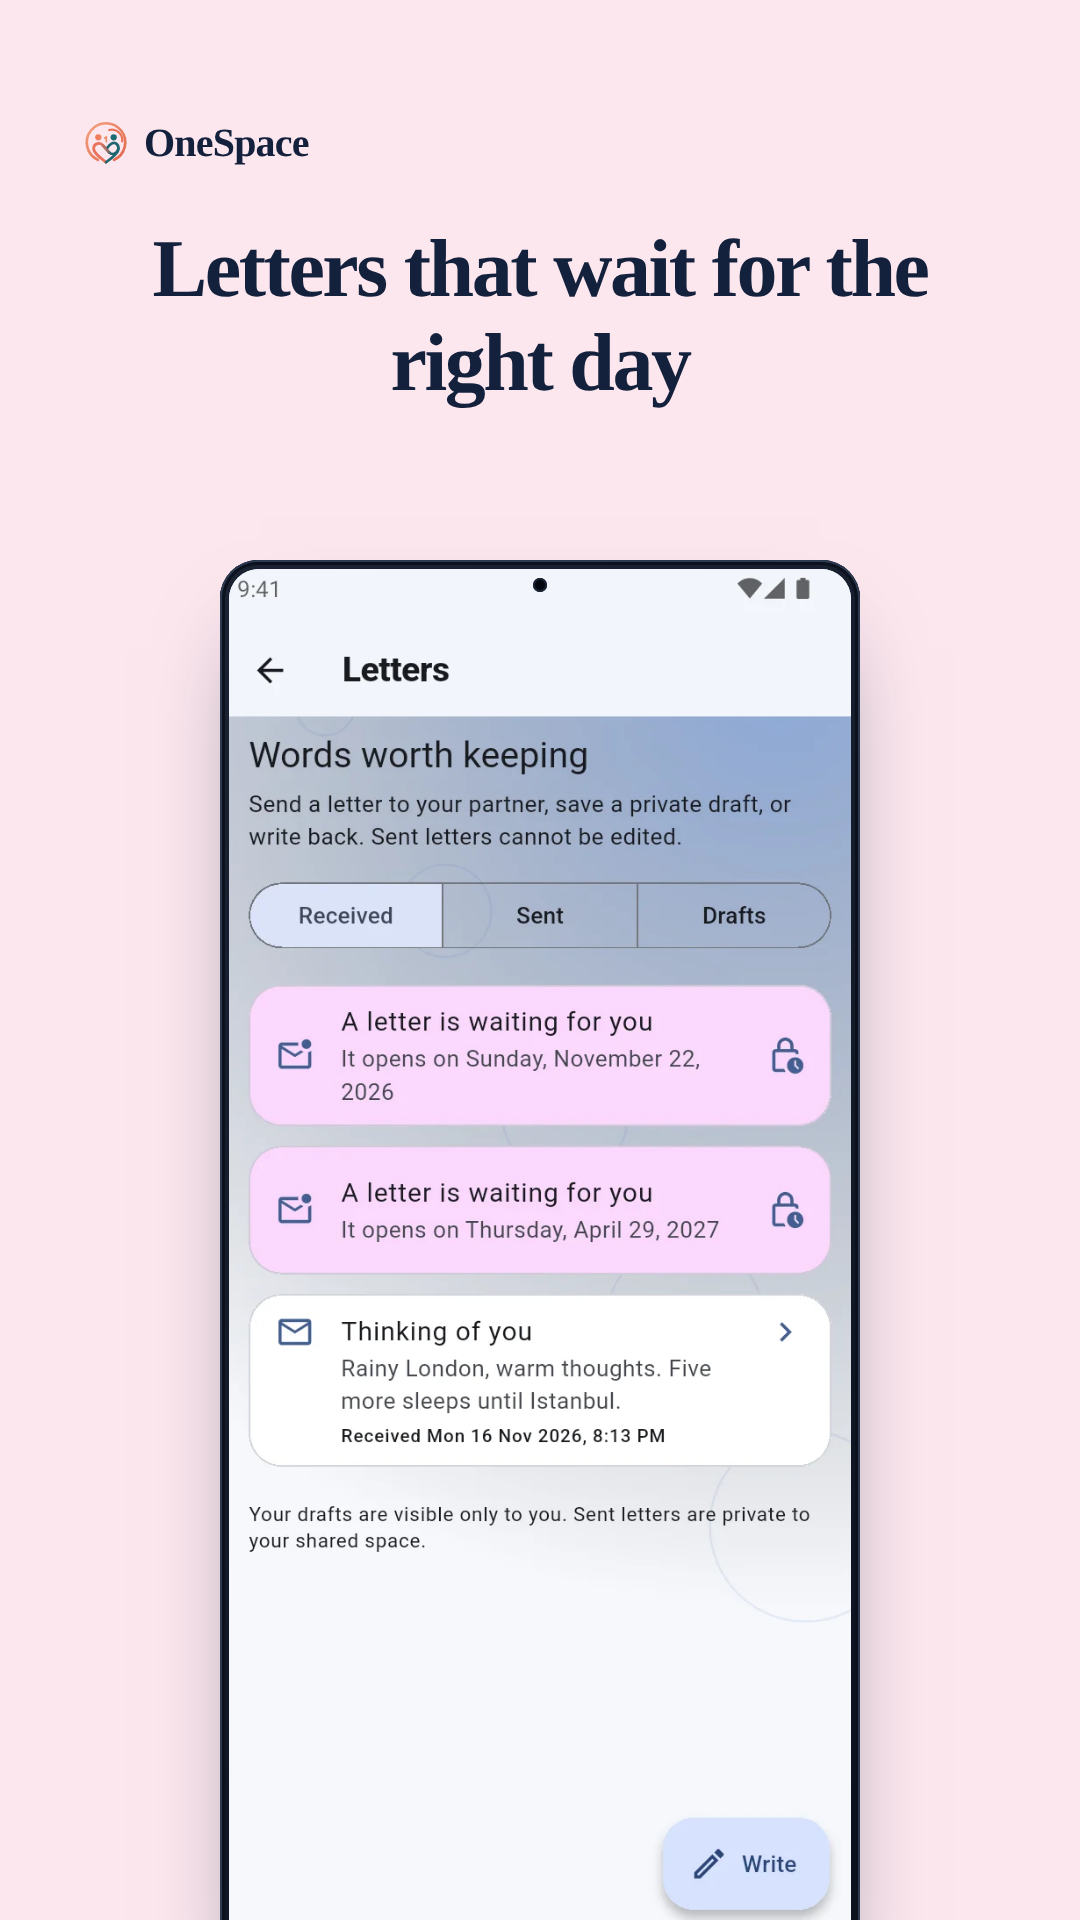 OneSpace
Letters that wait for the
right day
9:41
Letters
Words worth keeping
Send a letter to your partner, save a private draft, or
write back. Sent letters cannot be edited.
Received
Sent
Drafts
A letter is waiting for you
It opens on Sunday, November 22,
2026
A letter is waiting for you
It opens on Thursday, April 29, 2027
Thinking of you
Rainy London, warm thoughts. Five
more sleeps until Istanbul.
Received Mon 16 Nov 2026, 8:13 PM
Your drafts are visible only to you. Sent letters are private to
your shared space.
Write